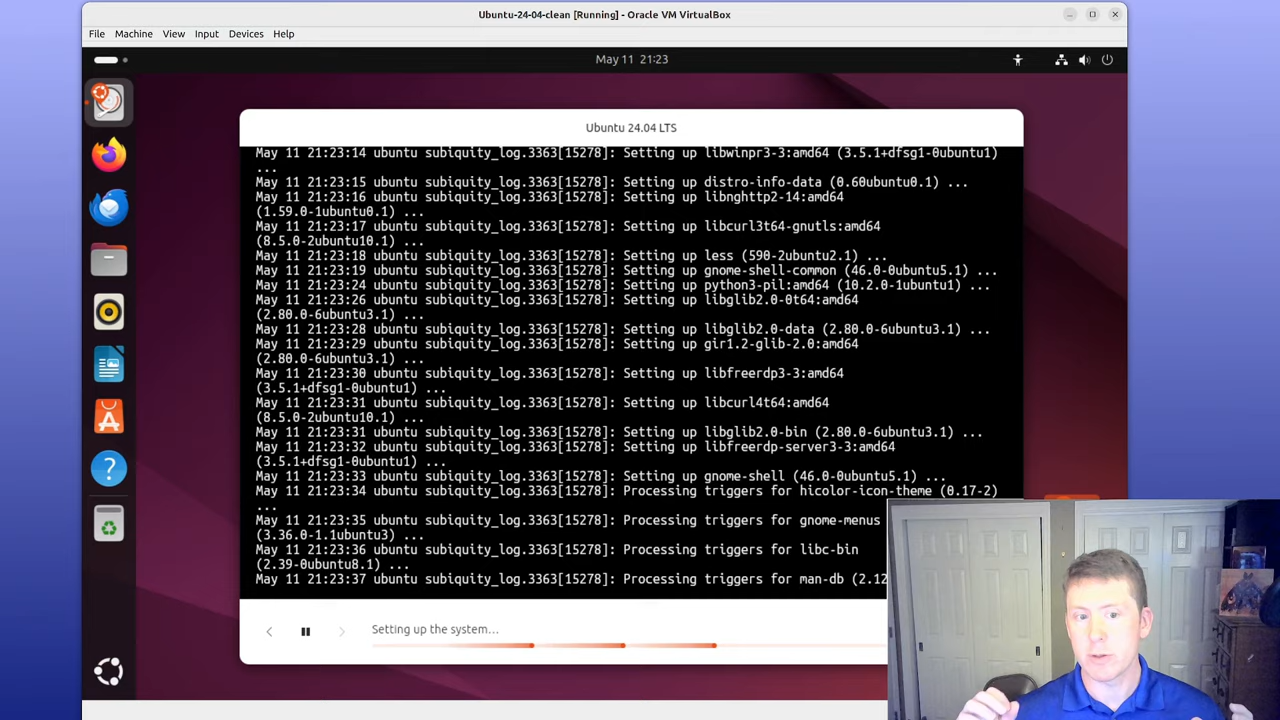 Ubuntu-24-04-clean [Running] - Oracle VM VirtualBox
File Machine View Input Devices Help
May 11 21:23
Ubuntu 24.04 LTS
May 11 21:23:14 ubuntu subiquity_log.3363[15278]: Setting up libwinpr3-3:amd64 (3.5.1+dfsg1-0ubuntu1)
...
May 11 21:23:15 ubuntu subiquity_log.3363[15278]: Setting up distro-info-data (0.60ubuntu0.1) ...
May 11 21:23:16 ubuntu subiquity_log.3363[15278]: Setting up libnghttp2-14:amd64
(1.59.0-1ubuntu0.1) ...
May 11 21:23:17 ubuntu subiquity_log.3363[15278]: Setting up libcurl3t64-gnutls:amd64
(8.5.0-2ubuntu10.1) ...
May 11 21:23:18 ubuntu subiquity_log.3363[15278]: Setting up less (590-2ubuntu2.1) ...
May 11 21:23:19 ubuntu subiquity_log.3363[15278]: Setting up gnome-shell-common (46.0-0ubuntu5.1) ...
May 11 21:23:24 ubuntu subiquity_log.3363[15278]: Setting up python3-pil:amd64 (10.2.0-1ubuntu1) ...
May 11 21:23:26 ubuntu subiquity_log.3363[15278]: Setting up libglib2.0-0t64:amd64
(2.80.0-6ubuntu3.1) ...
May 11 21:23:28 ubuntu subiquity_log.3363[15278]: Setting up libglib2.0-data (2.80.0-6ubuntu3.1) ...
May 11 21:23:29 ubuntu subiquity_log.3363[15278]: Setting up gir1.2-glib-2.0:amd64
(2.80.0-6ubuntu3.1) ...
May 11 21:23:30 ubuntu subiquity_log.3363[15278]: Setting up libfreerdp3-3:amd64
(3.5.1+dfsg1-0ubuntu1) ...
May 11 21:23:31 ubuntu subiquity_log.3363[15278]: Setting up libcurl4t64:amd64
(8.5.0-2ubuntu10.1) ...
May 11 21:23:31 ubuntu subiquity_log.3363[15278]: Setting up libglib2.0-bin (2.80.0-6ubuntu3.1) ...
May 11 21:23:32 ubuntu subiquity_log.3363[15278]: Setting up libfreerdp-server3-3:amd64
(3.5.1+dfsg1-0ubuntu1) ...
May 11 21:23:33 ubuntu subiquity_log.3363[15278]: Setting up gnome-shell (46.0-0ubuntu5.1) ...
May 11 21:23:34 ubuntu subiquity_log.3363[15278]: Processing triggers for hicolor-icon-theme (0.17-2)
...
May 11 21:23:35 ubuntu subiquity_log.3363[15278]: Processing triggers for gnome-menus
(3.36.0-1.1ubuntu3) ...
May 11 21:23:36 ubuntu subiquity_log.3363[15278]: Processing triggers for libc-bin
(2.39-0ubuntu8.1) ...
May 11 21:23:37 ubuntu subiquity_log.3363[15278]: Processing triggers for man-db (2.12
Setting up the system...